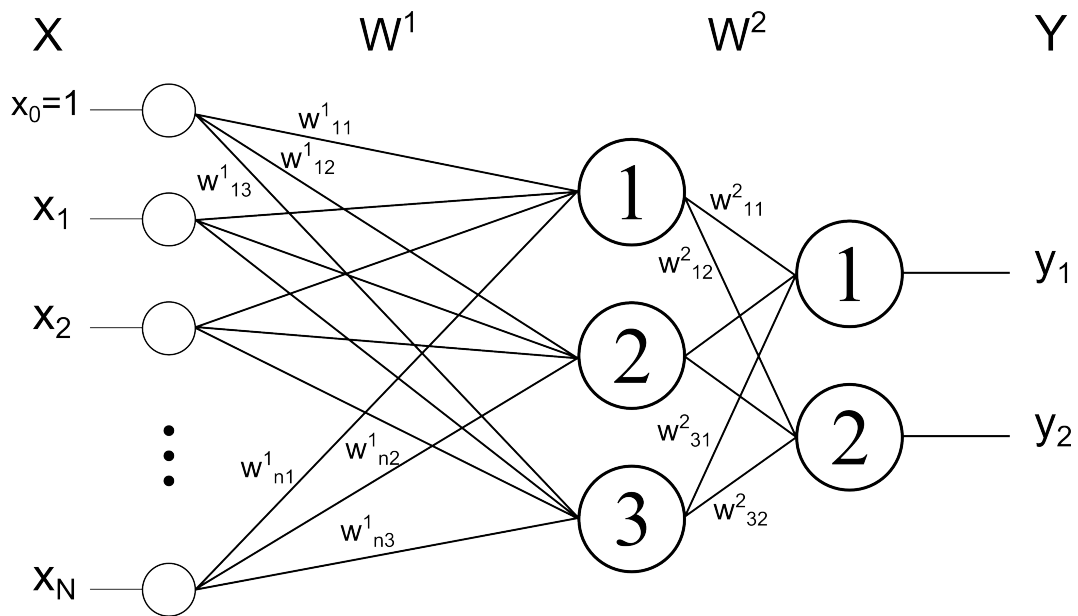 X W¹ W² Y
x₀=1
w¹₁₁
w¹₁₂
w¹₁₃
x₁
x₂
xN
w¹ₙ₁
w¹ₙ₂
w¹ₙ₃
1
2
3
w²₁₁
w²₁₂
w²₃₁
w²₃₂
1
2
y₁
y₂